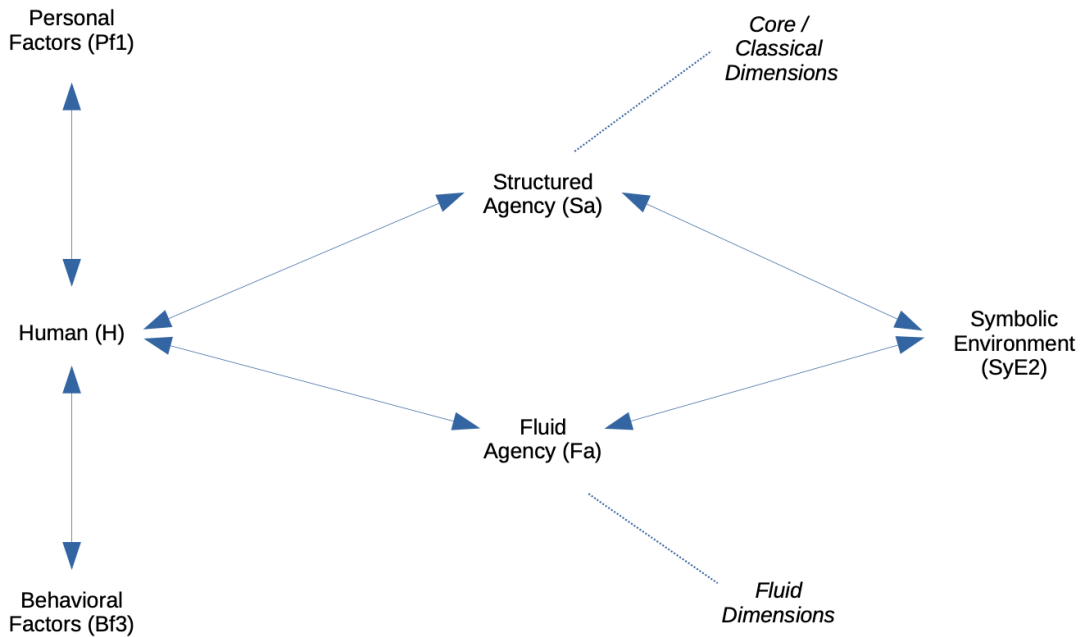 Personal
Factors (Pf1)
Core /
Classical
Dimensions
Structured
Agency (Sa)
Human (H)
Symbolic
Environment
(SyE2)
Fluid
Agency (Fa)
Behavioral
Factors (Bf3)
Fluid
Dimensions